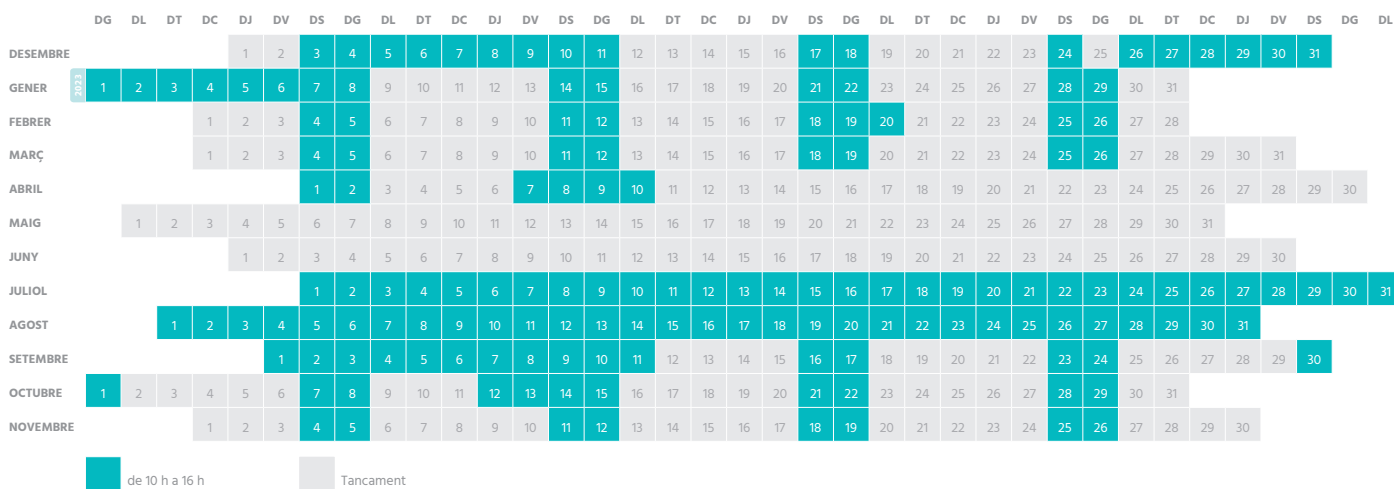 DG DL DT DC DJ DV DS DG DL DT DC DJ DV DS DG DL DT DC DJ DV DS DG DL DT DC DJ DV DS DG DL DT DC DJ DV DS DG DL
DESEMBRE 1 2 3 4 5 6 7 8 9 10 11 12 13 14 15 16 17 18 19 20 21 22 23 24 25 26 27 28 29 30 31
GENER 2023 1 2 3 4 5 6 7 8 9 10 11 12 13 14 15 16 17 18 19 20 21 22 23 24 25 26 27 28 29 30 31
FEBRER 1 2 3 4 5 6 7 8 9 10 11 12 13 14 15 16 17 18 19 20 21 22 23 24 25 26 27 28
MARÇ 1 2 3 4 5 6 7 8 9 10 11 12 13 14 15 16 17 18 19 20 21 22 23 24 25 26 27 28 29 30 31
ABRIL 1 2 3 4 5 6 7 8 9 10 11 12 13 14 15 16 17 18 19 20 21 22 23 24 25 26 27 28 29 30
MAIG 1 2 3 4 5 6 7 8 9 10 11 12 13 14 15 16 17 18 19 20 21 22 23 24 25 26 27 28 29 30 31
JUNY 1 2 3 4 5 6 7 8 9 10 11 12 13 14 15 16 17 18 19 20 21 22 23 24 25 26 27 28 29 30
JULIOL 1 2 3 4 5 6 7 8 9 10 11 12 13 14 15 16 17 18 19 20 21 22 23 24 25 26 27 28 29 30 31
AGOST 1 2 3 4 5 6 7 8 9 10 11 12 13 14 15 16 17 18 19 20 21 22 23 24 25 26 27 28 29 30 31
SETEMBRE 1 2 3 4 5 6 7 8 9 10 11 12 13 14 15 16 17 18 19 20 21 22 23 24 25 26 27 28 29 30
OCTUBRE 1 2 3 4 5 6 7 8 9 10 11 12 13 14 15 16 17 18 19 20 21 22 23 24 25 26 27 28 29 30 31
NOVEMBRE 1 2 3 4 5 6 7 8 9 10 11 12 13 14 15 16 17 18 19 20 21 22 23 24 25 26 27 28 29 30
de 10 h a 16 h Tancament